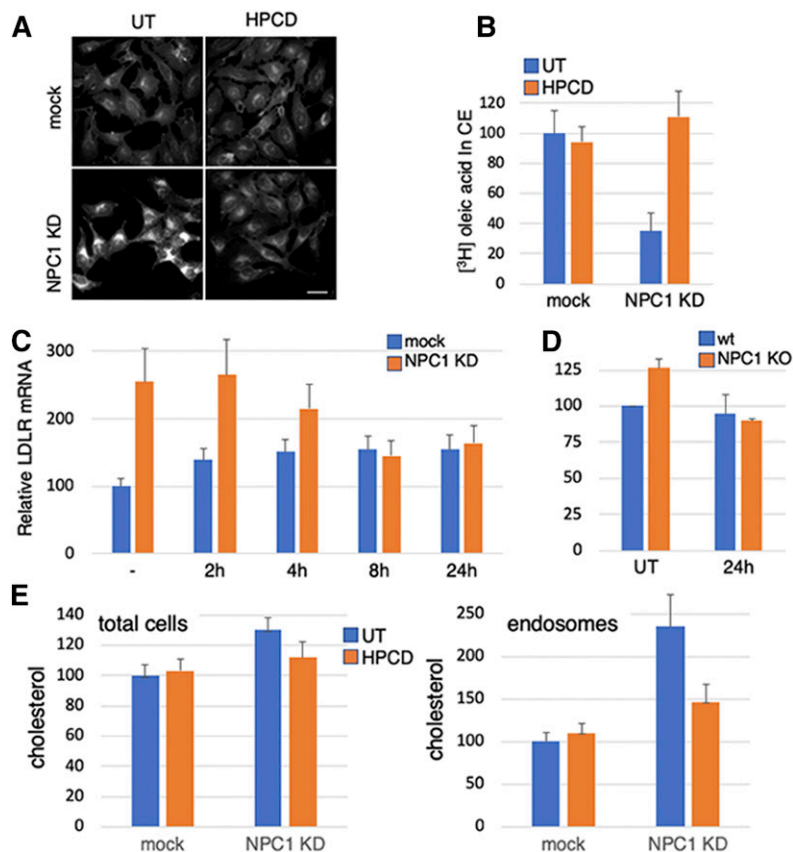 A
UT
HPCD
mock
NPC1 KD
B
UT
HPCD
[³H] oleic acid In CE
120
100
80
60
40
20
0
mock
NPC1 KD
C
mock
NPC1 KD
Relative LDLR mRNA
300
200
100
0
-
2h
4h
8h
24h
D
wt
NPC1 KO
125
100
75
50
25
0
UT
24h
E
total cells
UT
HPCD
cholesterol
140
120
100
80
60
40
20
0
mock
NPC1 KD
endosomes
cholesterol
250
200
150
100
50
0
mock
NPC1 KD